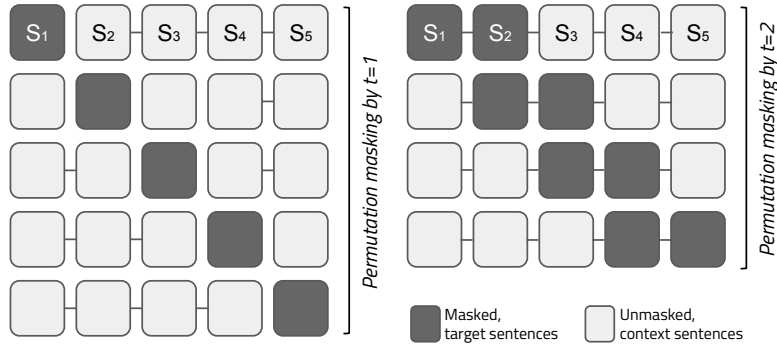 S1 S2 S3 S4 S5
Permutation masking by t=1
S1 S2 S3 S4 S5
Permutation masking by t=2
Masked,
target sentences
Unmasked,
context sentences